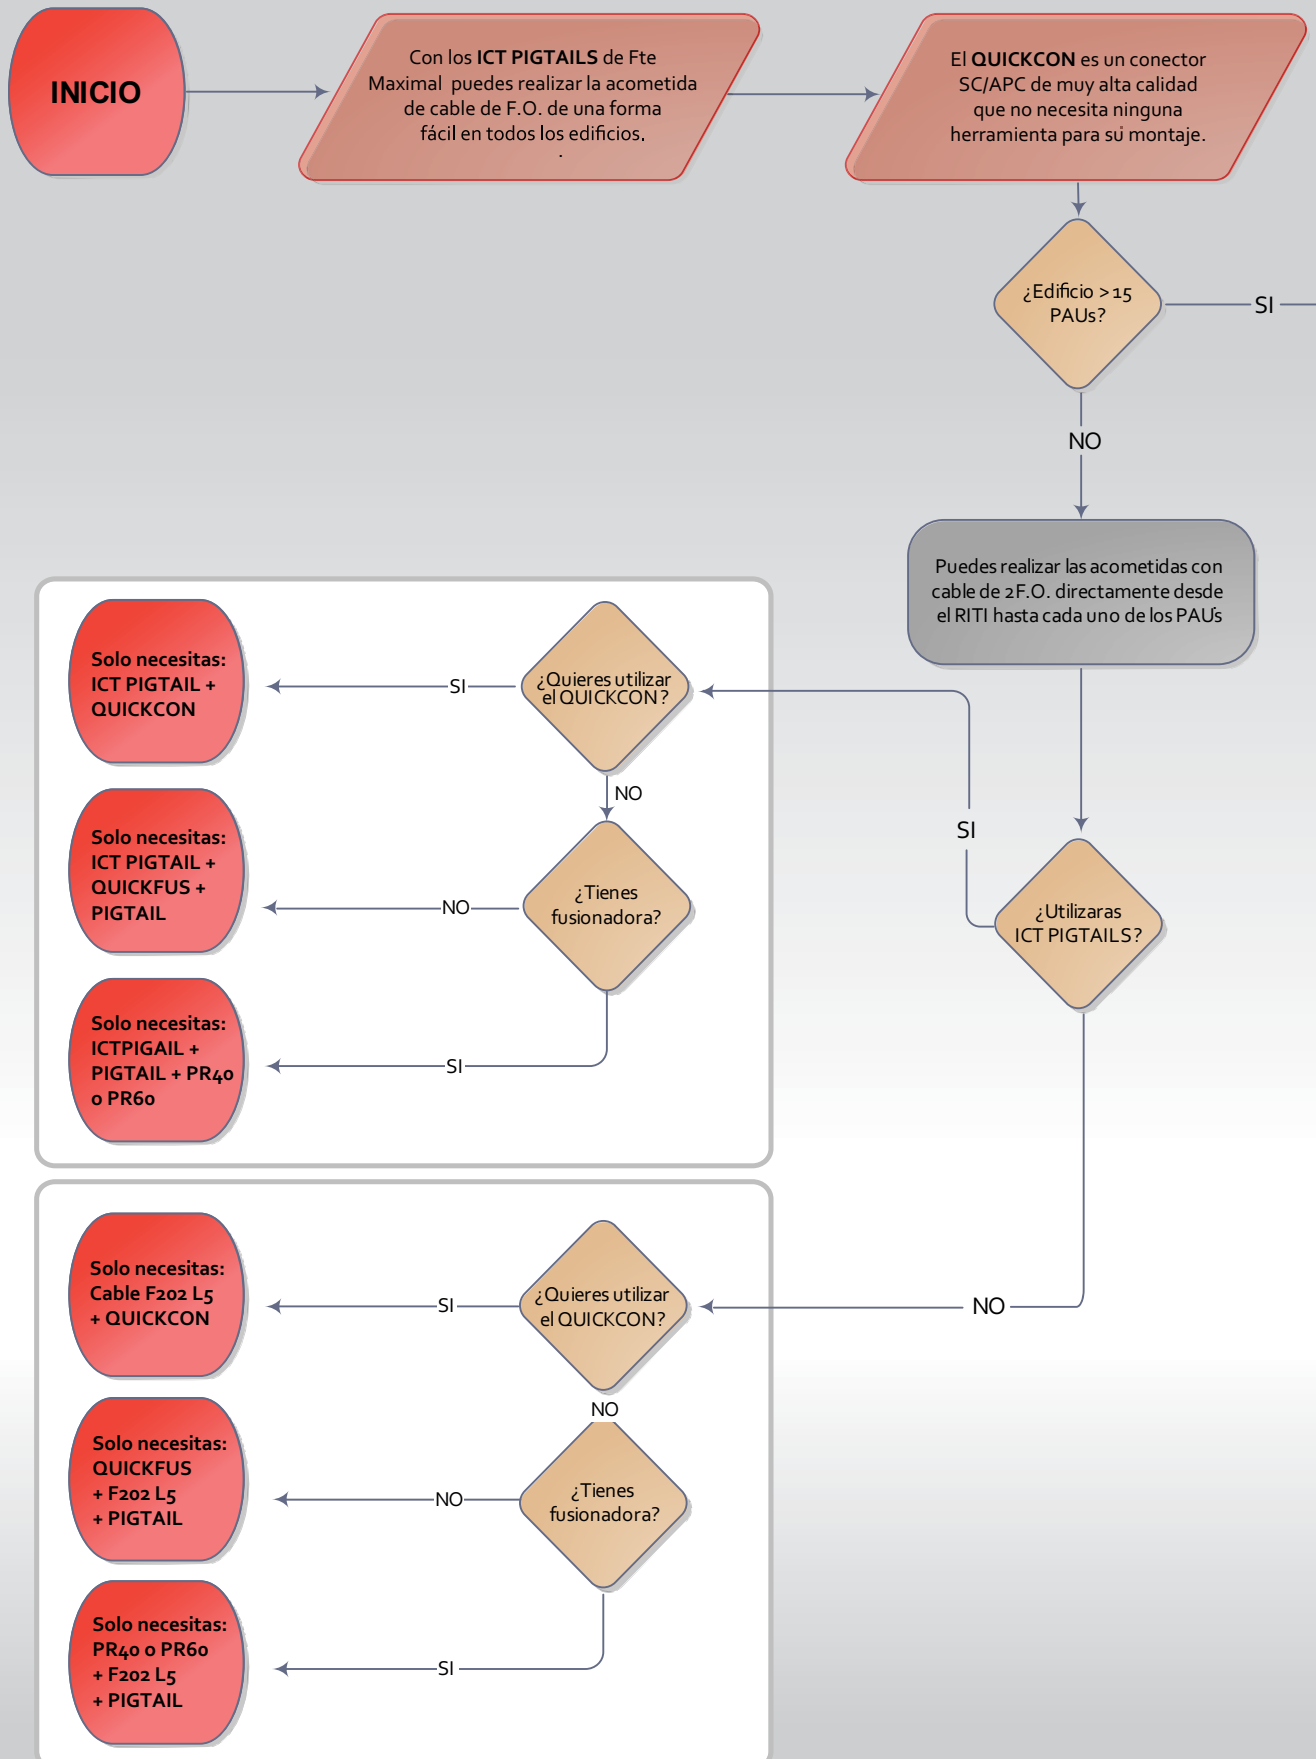 INICIO
Con los ICT PIGTAILS de Fte
Maximal puedes realizar la acometida
de cable de F.O. de una forma
fácil en todos los edificios.
.
El QUICKCON es un conector
SC/APC de muy alta calidad
que no necesita ninguna
herramienta para su montaje.
¿Edificio >15
PAUs?
SI
NO
Puedes realizar las acometidas con
cable de 2F.O. directamente desde
el RITI hasta cada uno de los PAUs
¿Utilizaras
ICT PIGTAILS?
SI
NO
¿Quieres utilizar
el QUICKCON?
SI
Solo necesitas:
ICT PIGTAIL +
QUICKCON
NO
¿Tienes
fusionadora?
NO
Solo necesitas:
ICT PIGTAIL +
QUICKFUS +
PIGTAIL
SI
Solo necesitas:
ICTPIGAIL +
PIGTAIL + PR40
o PR60
¿Quieres utilizar
el QUICKCON?
SI
Solo necesitas:
Cable F202 L5
+ QUICKCON
NO
¿Tienes
fusionadora?
NO
Solo necesitas:
QUICKFUS
+ F202 L5
+ PIGTAIL
SI
Solo necesitas:
PR40 o PR60
+ F202 L5
+ PIGTAIL